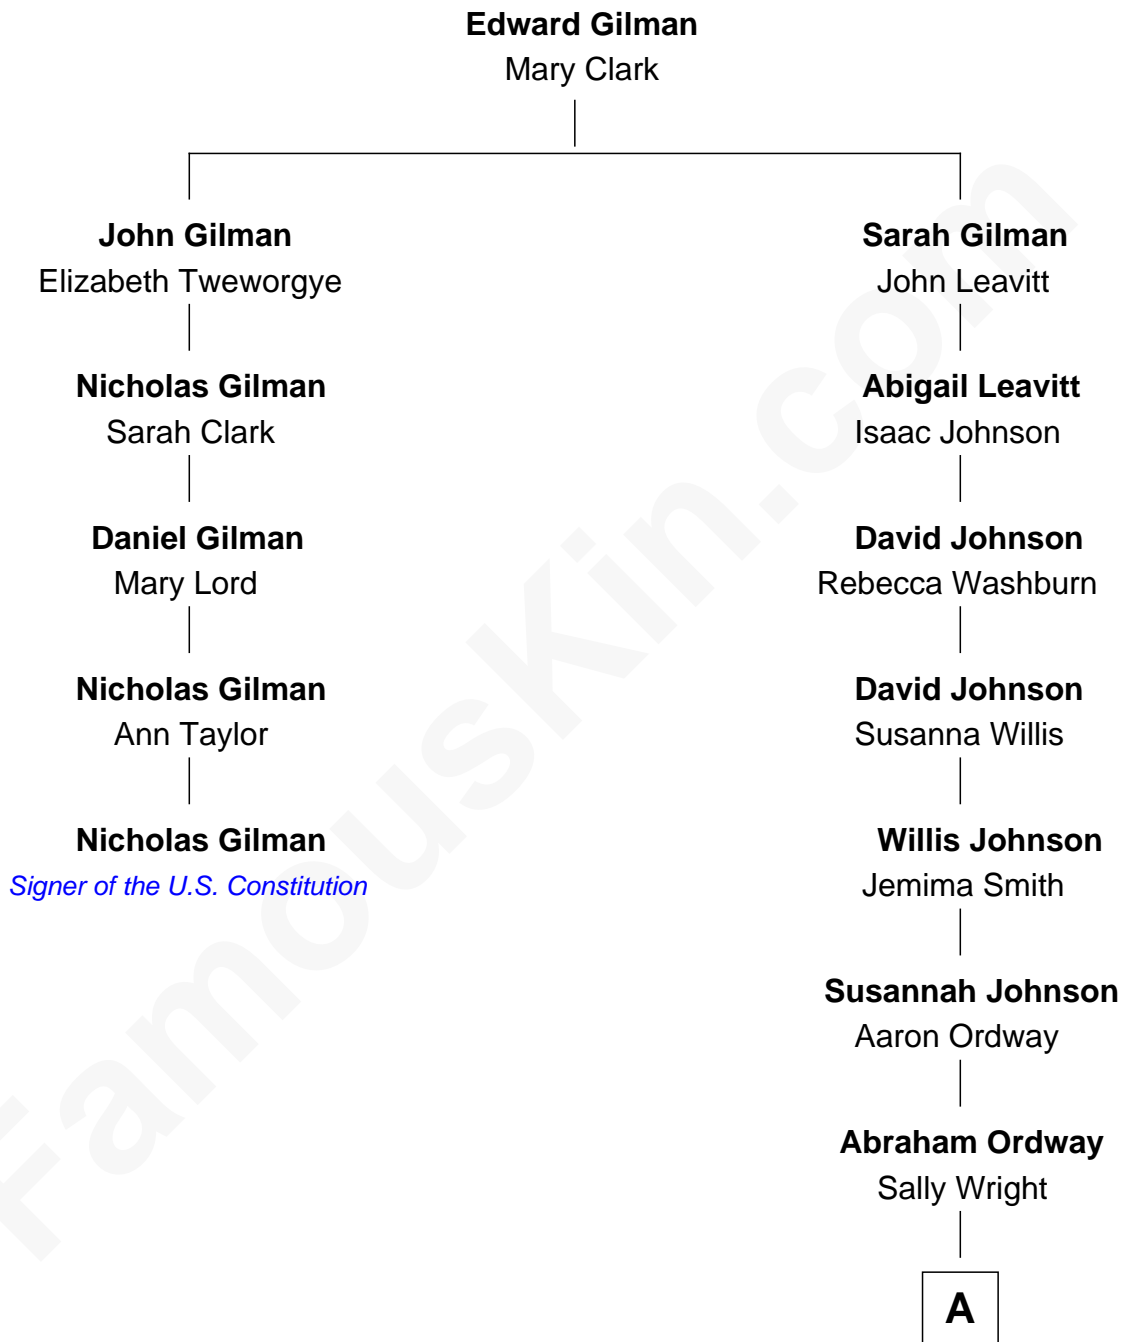 Edward Gilman
Mary Clark
John Gilman
Elizabeth Tweworgye
Nicholas Gilman
Sarah Clark
Daniel Gilman
Mary Lord
Nicholas Gilman
Ann Taylor
Nicholas Gilman
Signer of the U.S. Constitution
Sarah Gilman
John Leavitt
Abigail Leavitt
Isaac Johnson
David Johnson
Rebecca Washburn
David Johnson
Susanna Willis
Willis Johnson
Jemima Smith
Susannah Johnson
Aaron Ordway
Abraham Ordway
Sally Wright
A
FamousKin.com